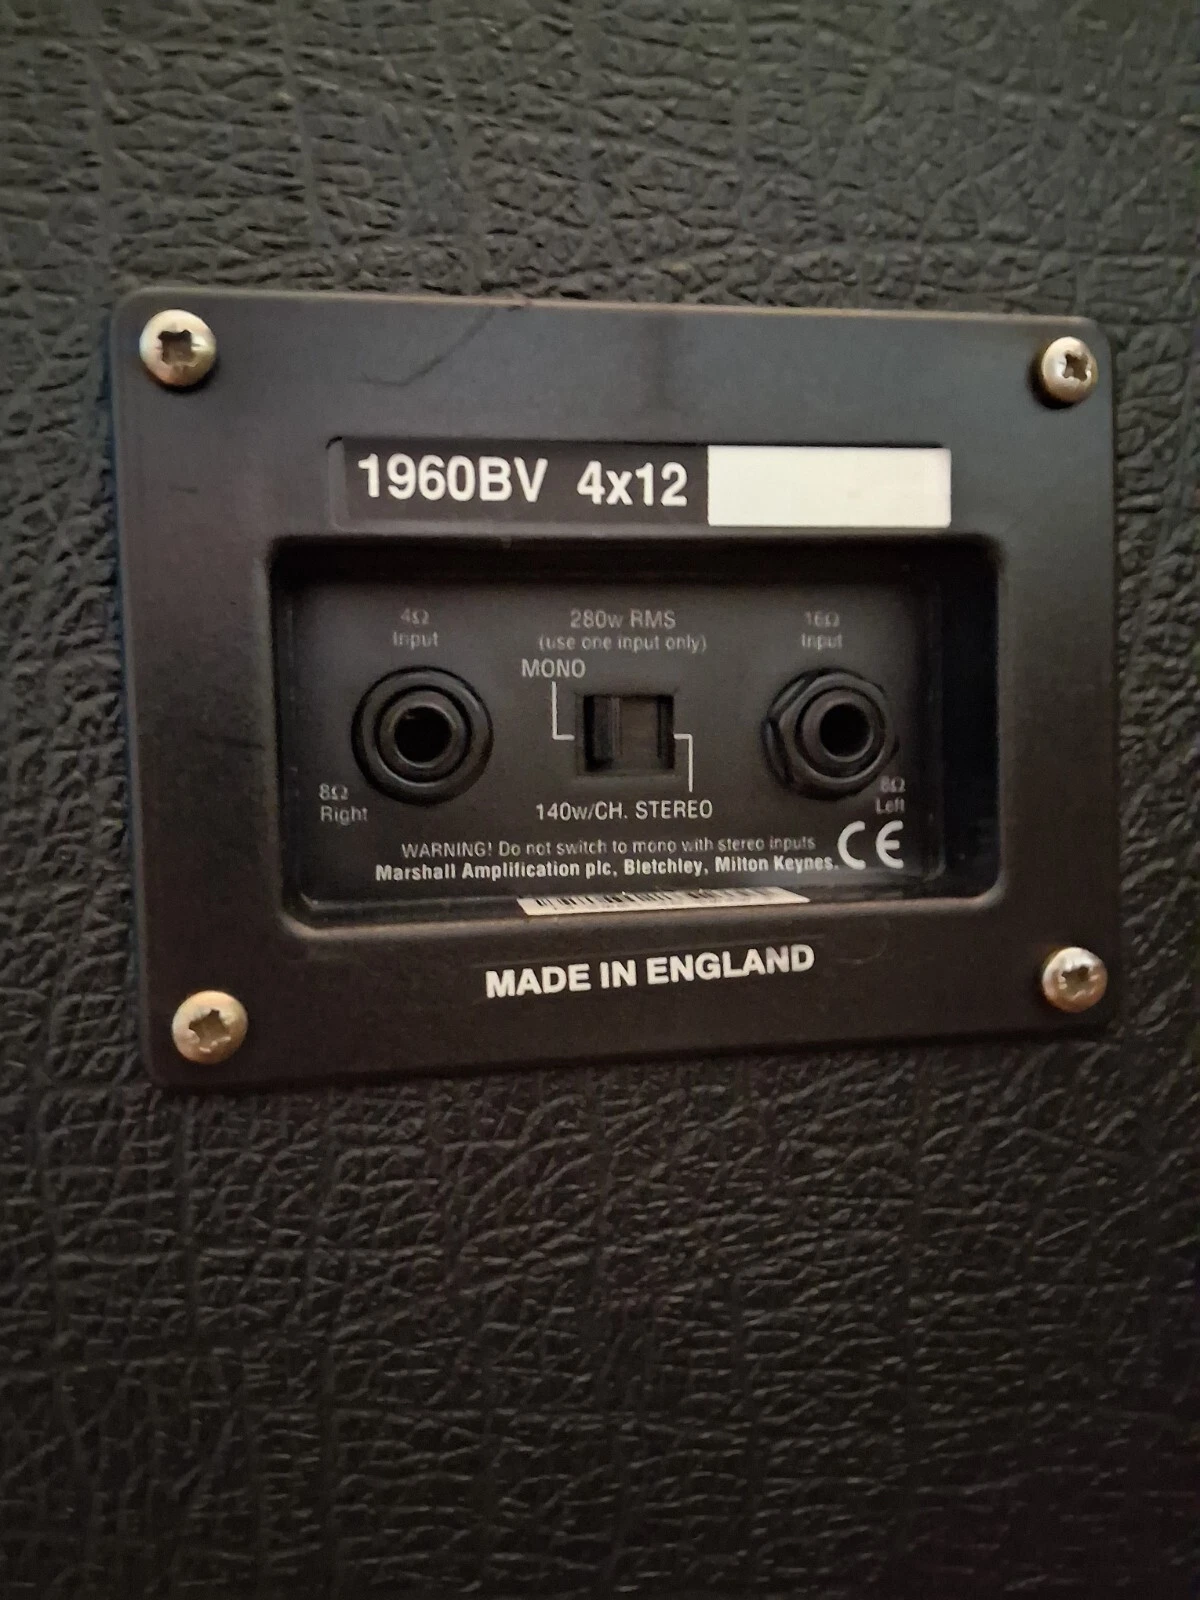 1960BV 4x12
4Ω
Input
280w RMS
(use one input only)
16Ω
Input
MONO
8Ω
Right
140w/CH. STEREO
8Ω
Left
WARNING! Do not switch to mono with stereo inputs
Marshall Amplification plc, Bletchley, Milton Keynes.
CE
MADE IN ENGLAND